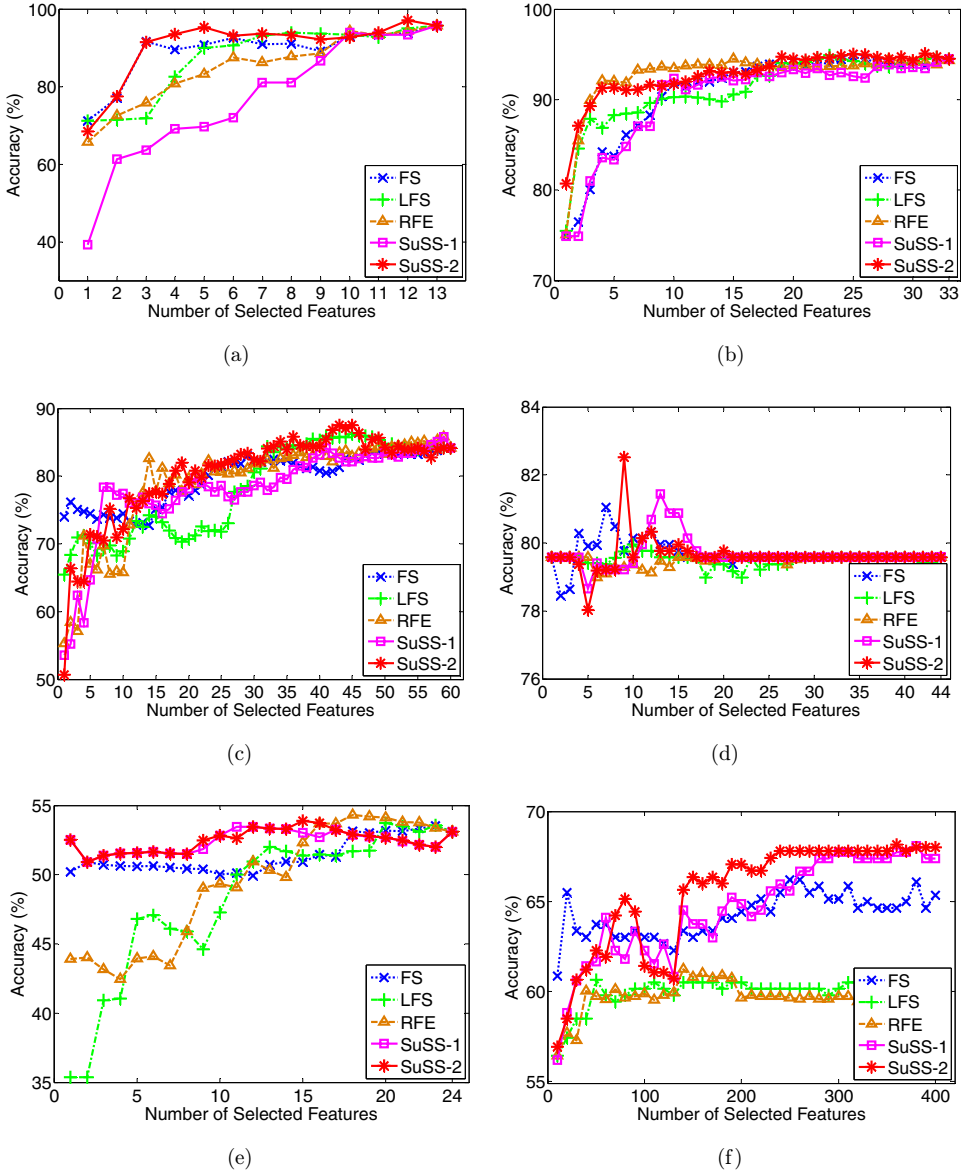 100
80
60
40
Accuracy (%)
0 1 2 3 4 5 6 7 8 9 10 11 12 13
Number of Selected Features
FS
LFS
RFE
SuSS-1
SuSS-2
(a)
100
90
80
70
Accuracy (%)
0 5 10 15 20 25 30 33
Number of Selected Features
FS
LFS
RFE
SuSS-1
SuSS-2
(b)
90
80
70
60
50
Accuracy (%)
0 5 10 15 20 25 30 35 40 45 50 55 60
Number of Selected Features
FS
LFS
RFE
SuSS-1
SuSS-2
(c)
84
82
80
78
76
Accuracy (%)
0 5 10 15 20 25 30 35 40 44
Number of Selected Features
FS
LFS
RFE
SuSS-1
SuSS-2
(d)
55
50
45
40
35
Accuracy (%)
0 5 10 15 20 24
Number of Selected Features
FS
LFS
RFE
SuSS-1
SuSS-2
(e)
70
65
60
55
Accuracy (%)
0 100 200 300 400
Number of Selected Features
FS
LFS
RFE
SuSS-1
SuSS-2
(f)